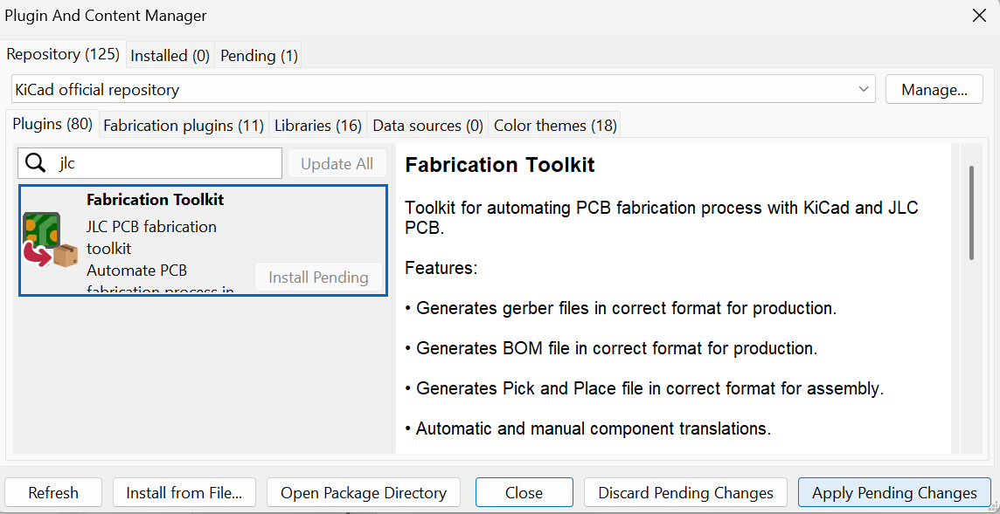 Plugin And Content Manager
Repository (125) Installed (0) Pending (1)
KiCad official repository Manage...
Plugins (80) Fabrication plugins (11) Libraries (16) Data sources (0) Color themes (18)
jlc Update All
Fabrication Toolkit
JLC PCB fabrication
toolkit
Automate PCB
fabrication process in
Install Pending
Fabrication Toolkit
Toolkit for automating PCB fabrication process with KiCad and JLC
PCB.
Features:
• Generates gerber files in correct format for production.
• Generates BOM file in correct format for production.
• Generates Pick and Place file in correct format for assembly.
• Automatic and manual component translations.
Refresh Install from File... Open Package Directory Close Discard Pending Changes Apply Pending Changes